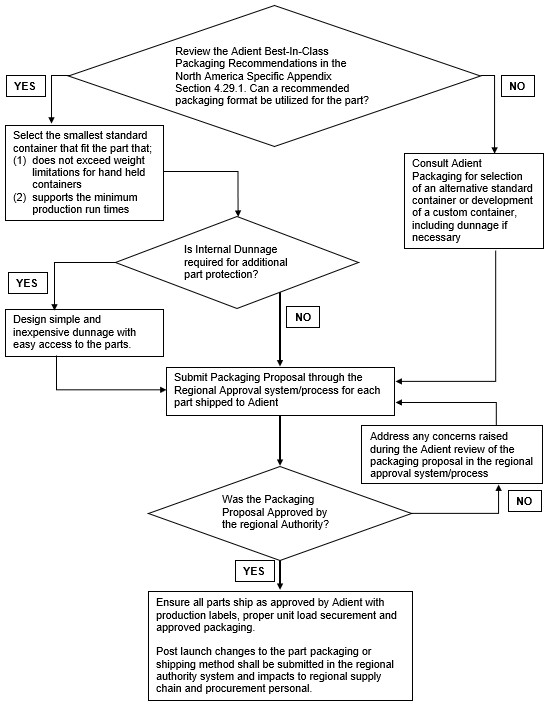 Review the Adient Best-In-Class
Packaging Recommendations in the
North America Specific Appendix
Section 4.29.1. Can a recommended
packaging format be utilized for the part?
YES
NO
Select the smallest standard
container that fit the part that;
(1) does not exceed weight
limitations for hand held
containers
(2) supports the minimum
production run times
Consult Adient
Packaging for selection
of an alternative standard
container or development
of a custom container,
including dunnage if
necessary
Is Internal Dunnage
required for additional
part protection?
YES
NO
Design simple and
inexpensive dunnage with
easy access to the parts.
Submit Packaging Proposal through the
Regional Approval system/process for each
part shipped to Adient
Address any concerns raised
during the Adient review of the
packaging proposal in the regional
approval system/process
Was the Packaging
Proposal Approved by
the regional Authority?
NO
YES
Ensure all parts ship as approved by Adient with
production labels, proper unit load securement and
approved packaging.
Post launch changes to the part packaging or
shipping method shall be submitted in the regional
authority system and impacts to regional supply
chain and procurement personal.